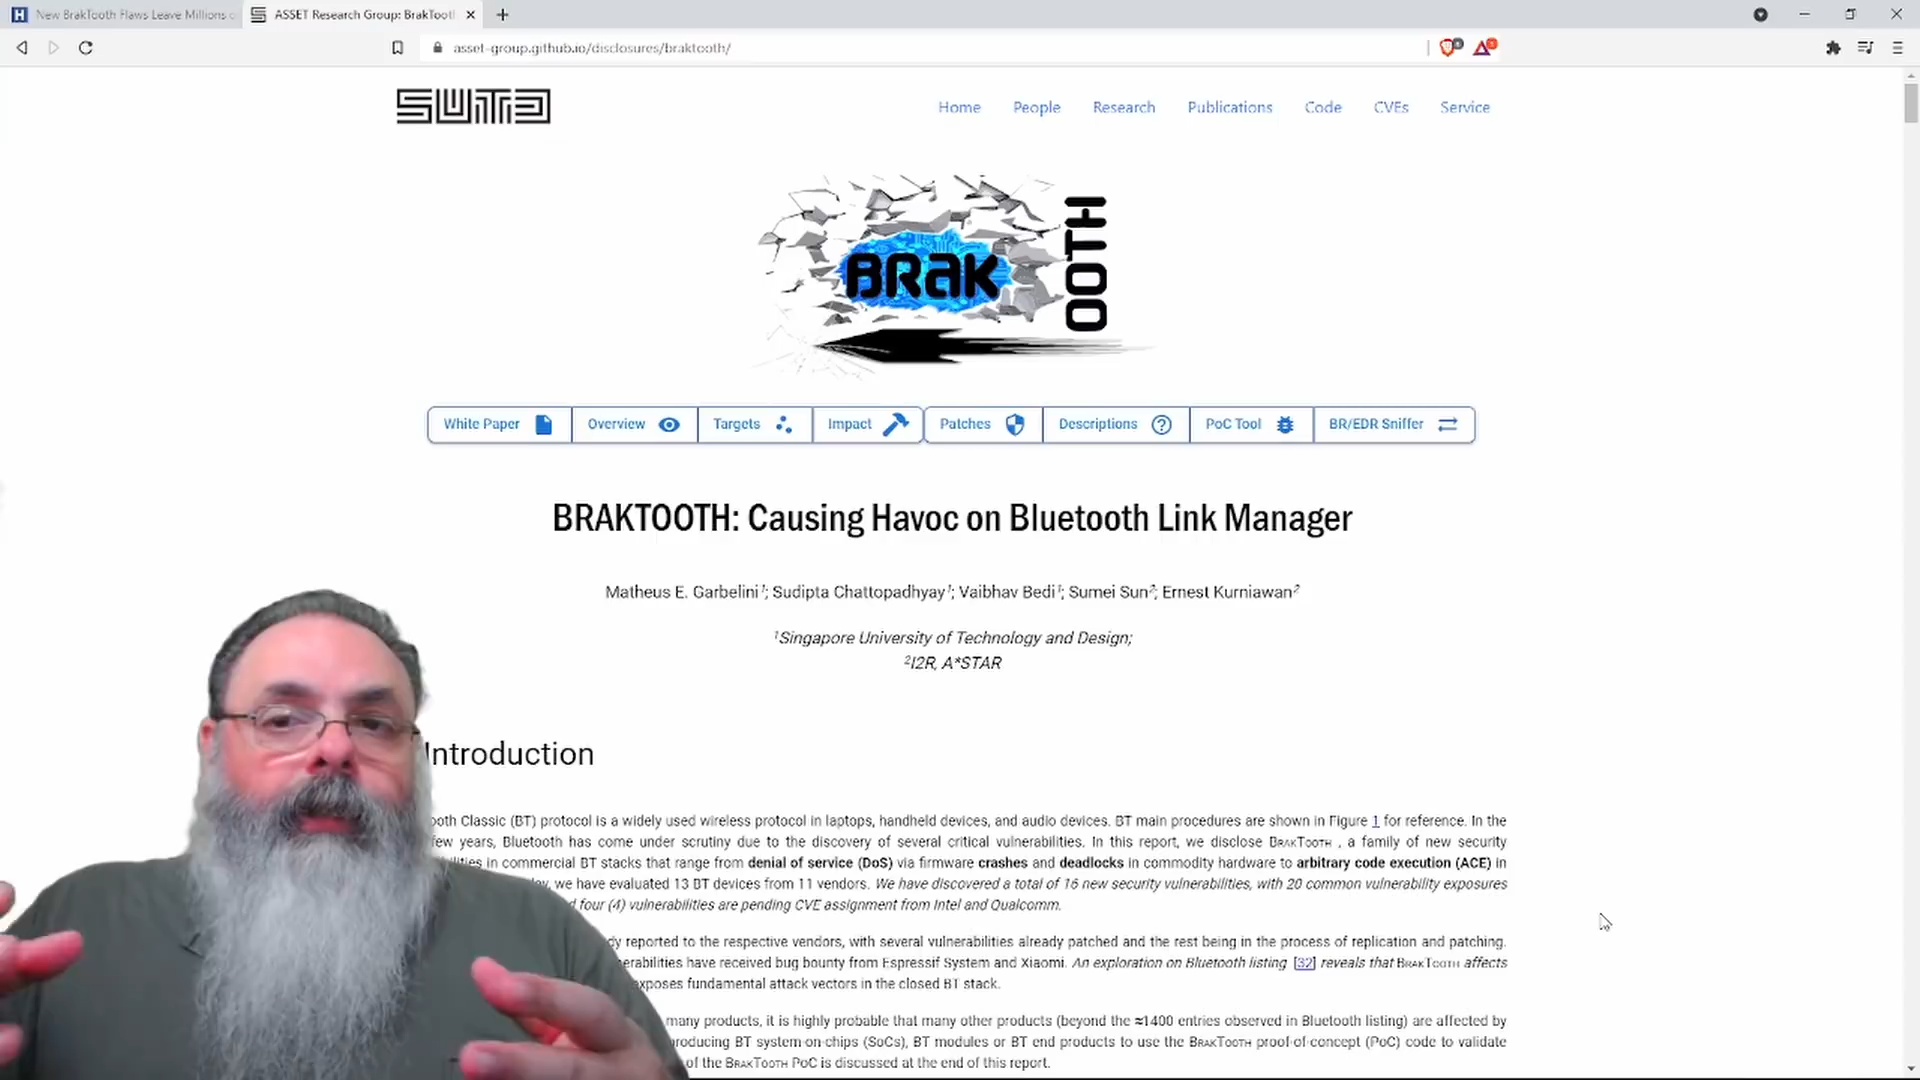 New BrakTooth Flaws Leave Millions
ASSET Research Group: BrakToot
asset-group.github.io/disclosures/braktooth/
SUTD
Home People Research Publications Code CVEs Service
BRAK
TOOTH
White Paper Overview Targets Impact Patches Descriptions PoC Tool BR/EDR Sniffer
BRAKTOOTH: Causing Havoc on Bluetooth Link Manager
Matheus E. Garbelini¹; Sudipta Chattopadhyay¹; Vaibhav Bedi¹; Sumei Sun²; Ernest Kurniawan²
¹Singapore University of Technology and Design;
²I2R, A*STAR
Introduction
ooth Classic (BT) protocol is a widely used wireless protocol in laptops, handheld devices, and audio devices. BT main procedures are shown in Figure 1 for reference. In the
few years, Bluetooth has come under scrutiny due to the discovery of several critical vulnerabilities. In this report, we disclose BRAKTOOTH , a family of new security
ilities in commercial BT stacks that range from denial of service (DoS) via firmware crashes and deadlocks in commodity hardware to arbitrary code execution (ACE) in
we have evaluated 13 BT devices from 11 vendors. We have discovered a total of 16 new security vulnerabilities, with 20 common vulnerability exposures
d four (4) vulnerabilities are pending CVE assignment from Intel and Qualcomm.
dy reported to the respective vendors, with several vulnerabilities already patched and the rest being in the process of replication and patching.
erabilities have received bug bounty from Espressif System and Xiaomi. An exploration on Bluetooth listing [32] reveals that BRAKTOOTH affects
xposes fundamental attack vectors in the closed BT stack.
many products, it is highly probable that many other products (beyond the ≈1400 entries observed in Bluetooth listing) are affected by
roducing BT system-on-chips (SoCs), BT modules or BT end products to use the BRAKTOOTH proof-of-concept (PoC) code to validate
of the BRAKTOOTH PoC is discussed at the end of this report.